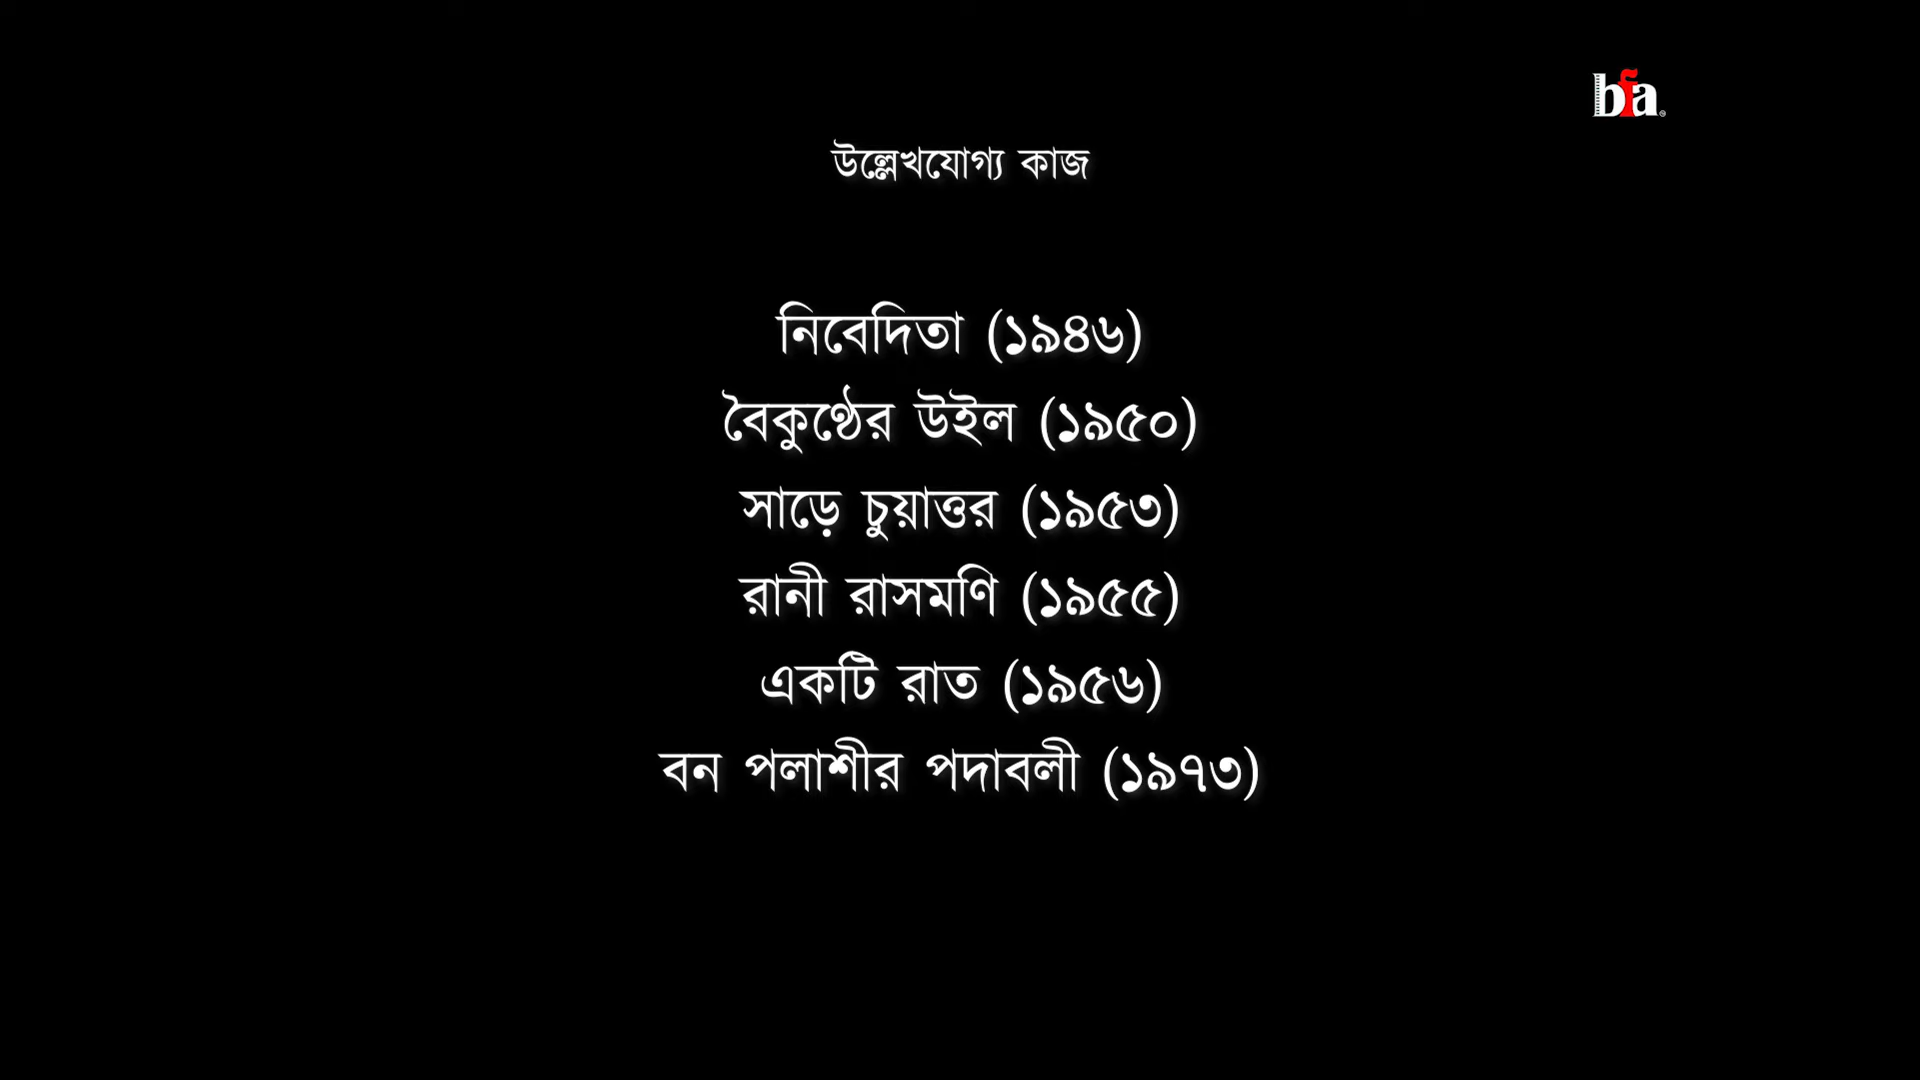 bfa
উল্লেখযোগ্য কাজ
নিবেদিতা (১৯৪৬)
বৈকুণ্ঠের উইল (১৯৫০)
সাড়ে চুয়াত্তর (১৯৫৩)
রানী রাসমণি (১৯৫৫)
একটি রাত (১৯৫৬)
বন পলাশীর পদাবলী (১৯৭৩)